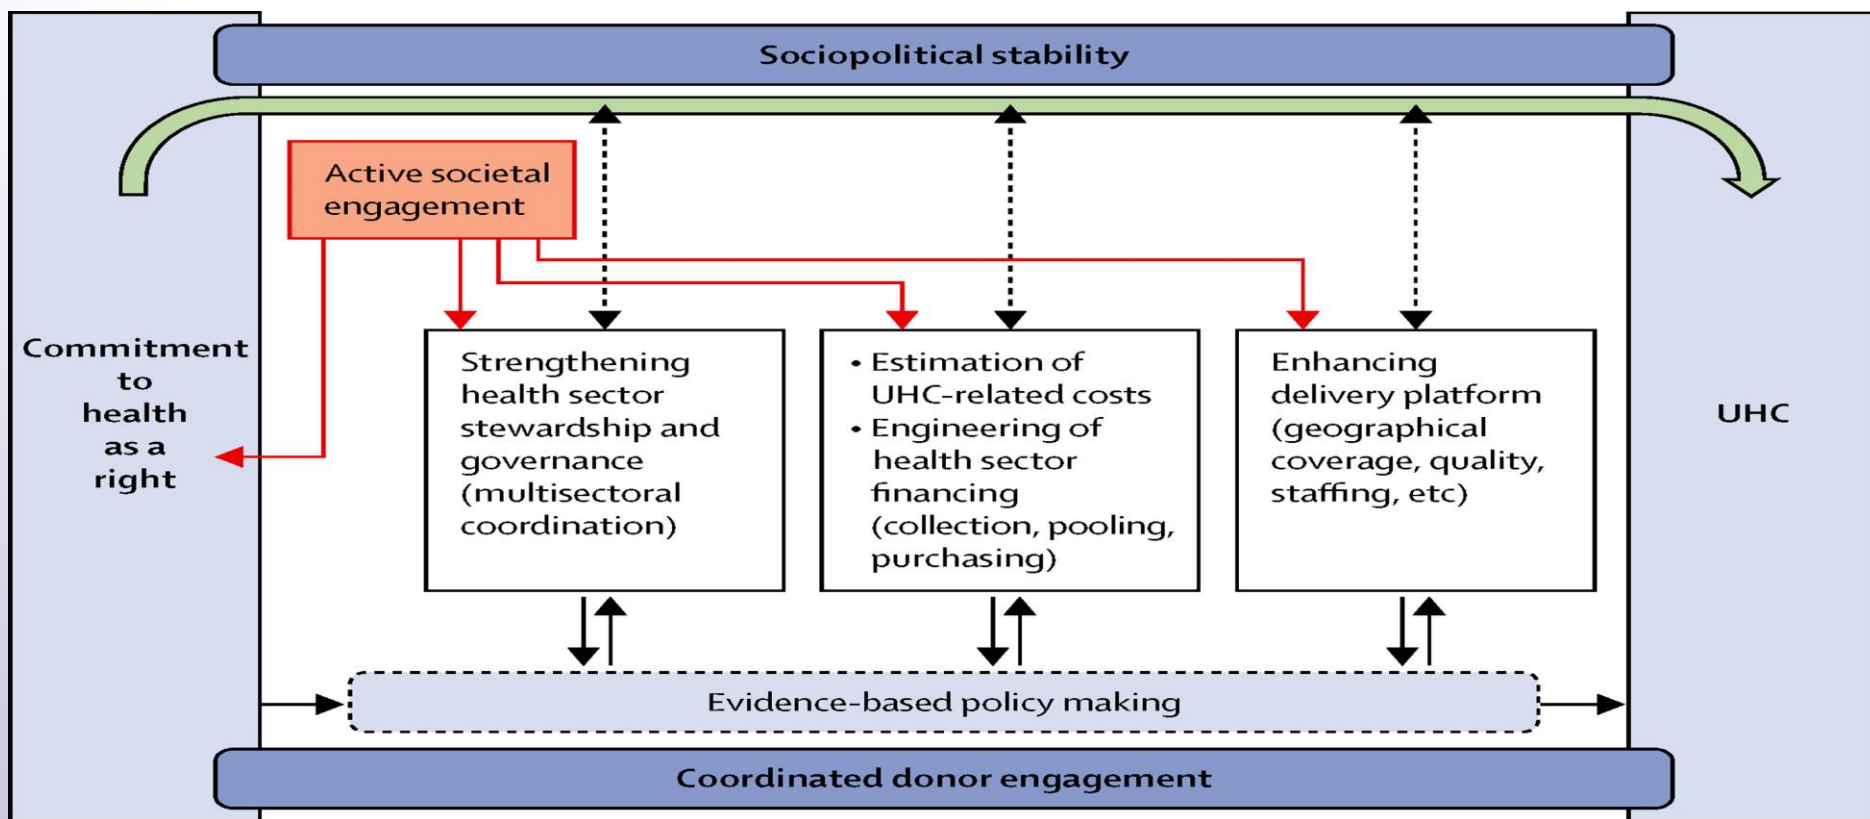 Sociopolitical stability
Active societal
engagement
Commitment
to
health
as a
right
Strengthening
health sector
stewardship and
governance
(multisectoral
coordination)
• Estimation of
UHC-related costs
• Engineering of
health sector
financing
(collection, pooling,
purchasing)
Enhancing
delivery platform
(geographical
coverage, quality,
staffing, etc)
UHC
Evidence-based policy making
Coordinated donor engagement